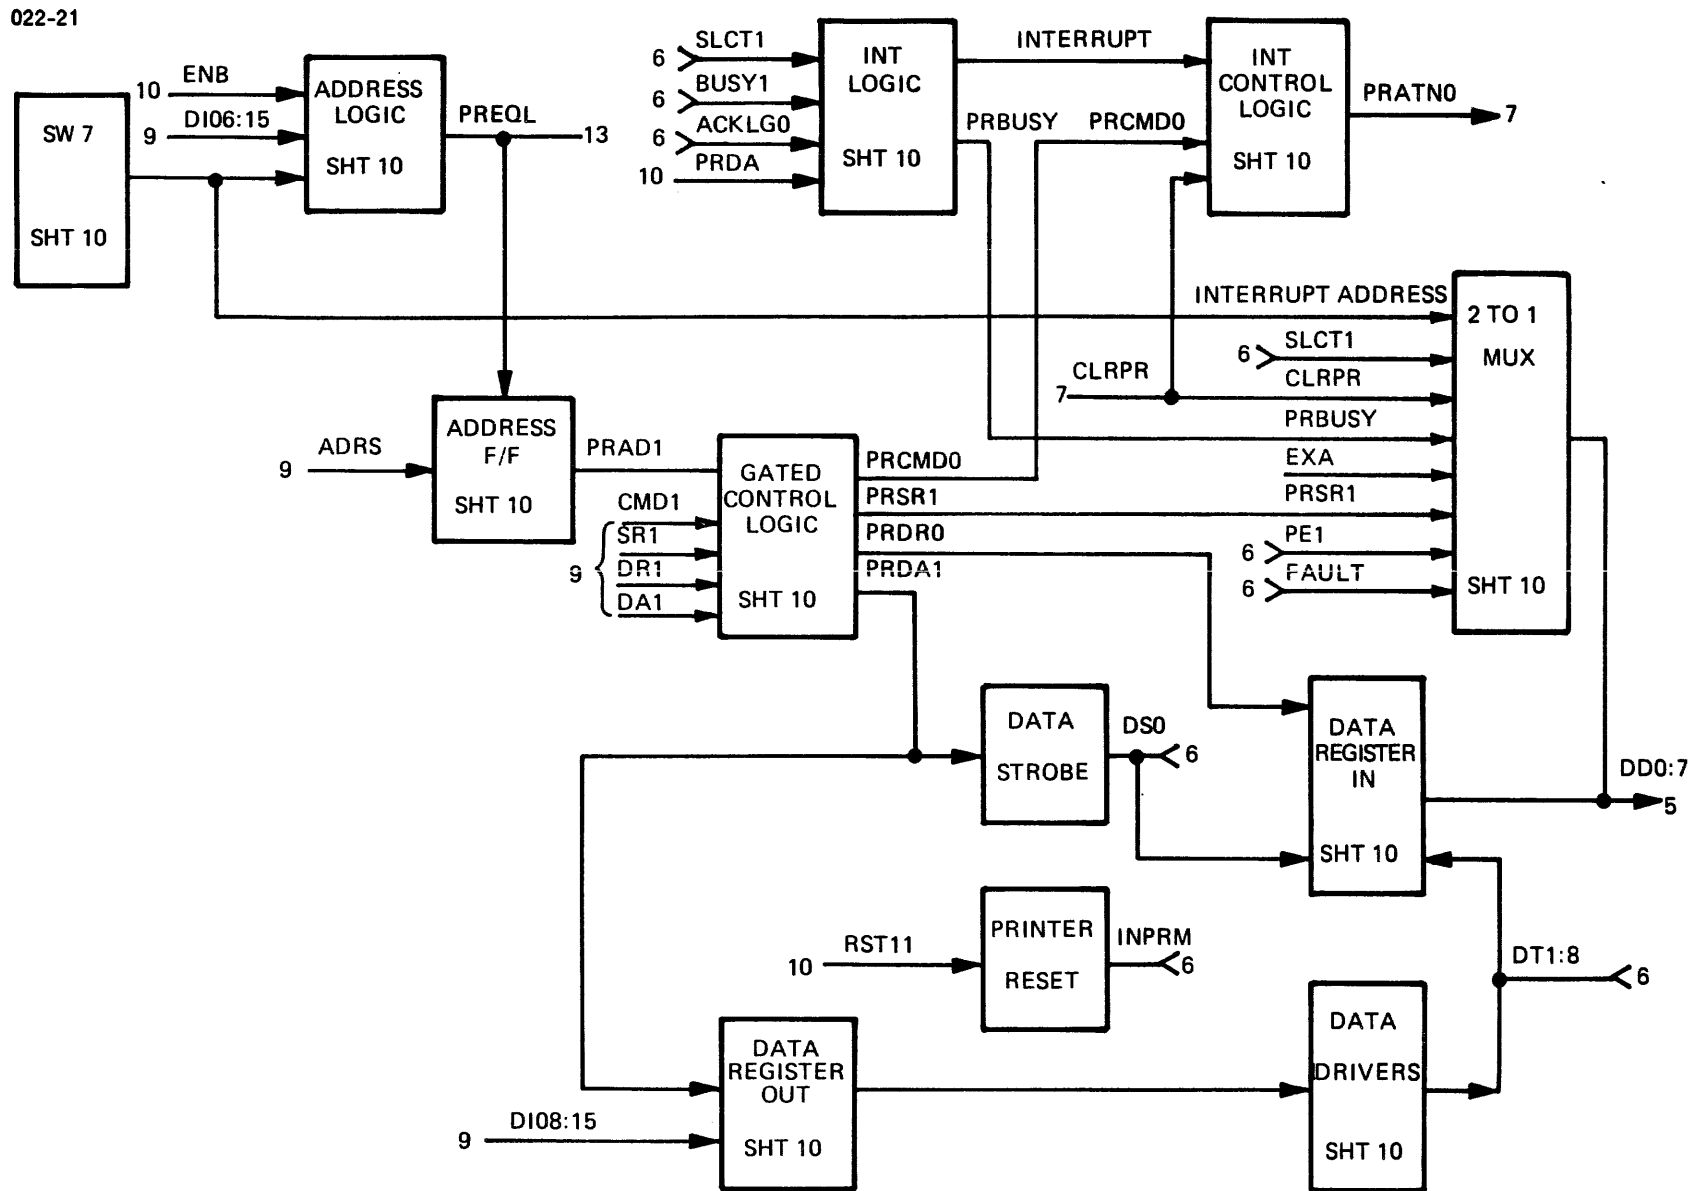 022-21
SW 7
SHT 10
10
ENB
9
DI06:15
ADDRESS
LOGIC
SHT 10
PREQL
13
6
SLCT1
6
BUSY1
6
ACKLG0
10
PRDA
INT
LOGIC
SHT 10
INTERRUPT
PRBUSY
PRCMD0
INT
CONTROL
LOGIC
SHT 10
PRATN0
7
INTERRUPT ADDRESS
6
SLCT1
7
CLRPR
CLRPR
PRBUSY
EXA
PRSR1
6
PE1
6
FAULT
2 TO 1
MUX
SHT 10
9
ADRS
ADDRESS
F/F
SHT 10
PRAD1
9
CMD1
SR1
DR1
DA1
GATED
CONTROL
LOGIC
SHT 10
PRCMD0
PRSR1
PRDR0
PRDA1
DATA
STROBE
DS0
6
DATA
REGISTER
IN
SHT 10
DD0:7
5
10
RST11
PRINTER
RESET
INPRM
6
DT1:8
6
9
DI08:15
DATA
REGISTER
OUT
SHT 10
DATA
DRIVERS
SHT 10